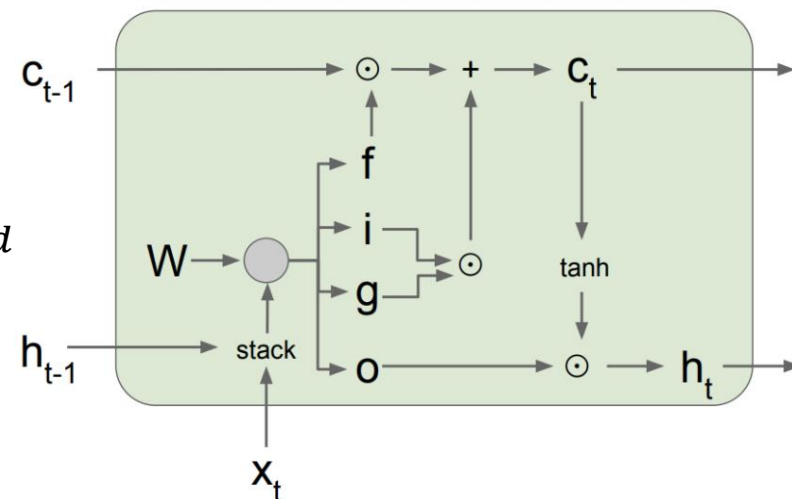 c_{t-1} ⊙ + c_t
f
i
d
W ⊙ tanh
g
h_{t-1} stack o ⊙ h_t
x_t